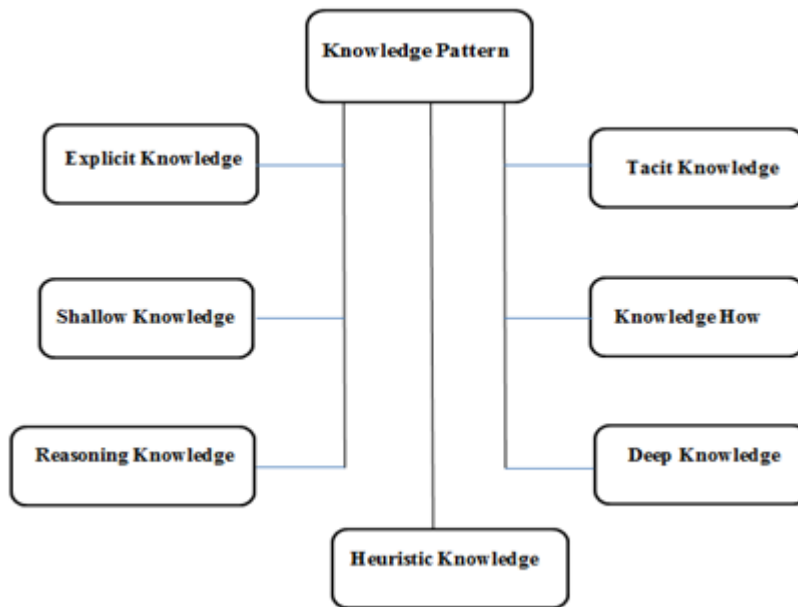 Knowledge Pattern
Explicit Knowledge
Tacit Knowledge
Shallow Knowledge
Knowledge How
Reasoning Knowledge
Deep Knowledge
Heuristic Knowledge